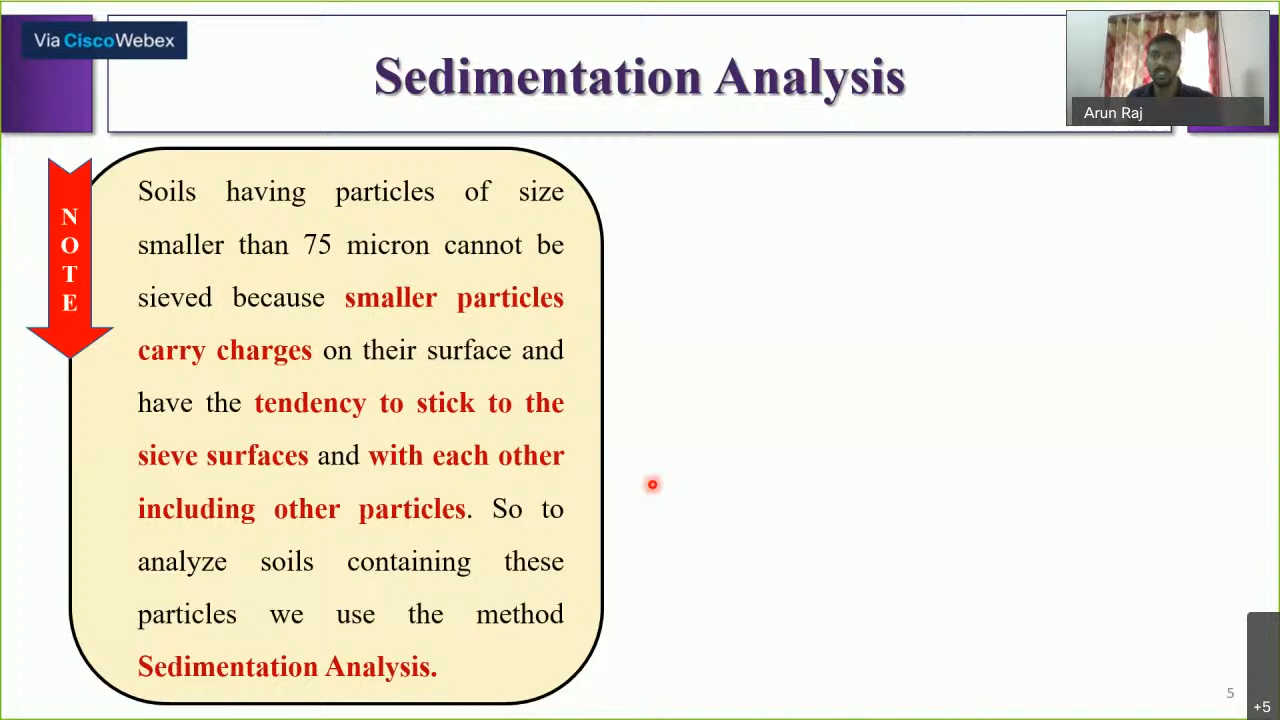 Via CiscoWebex
Sedimentation Analysis
Arun Raj
N
O
T
E
Soils having particles of size
smaller than 75 micron cannot be
sieved because smaller particles
carry charges on their surface and
have the tendency to stick to the
sieve surfaces and with each other
including other particles. So to
analyze soils containing these
particles we use the method
Sedimentation Analysis.
5
+5